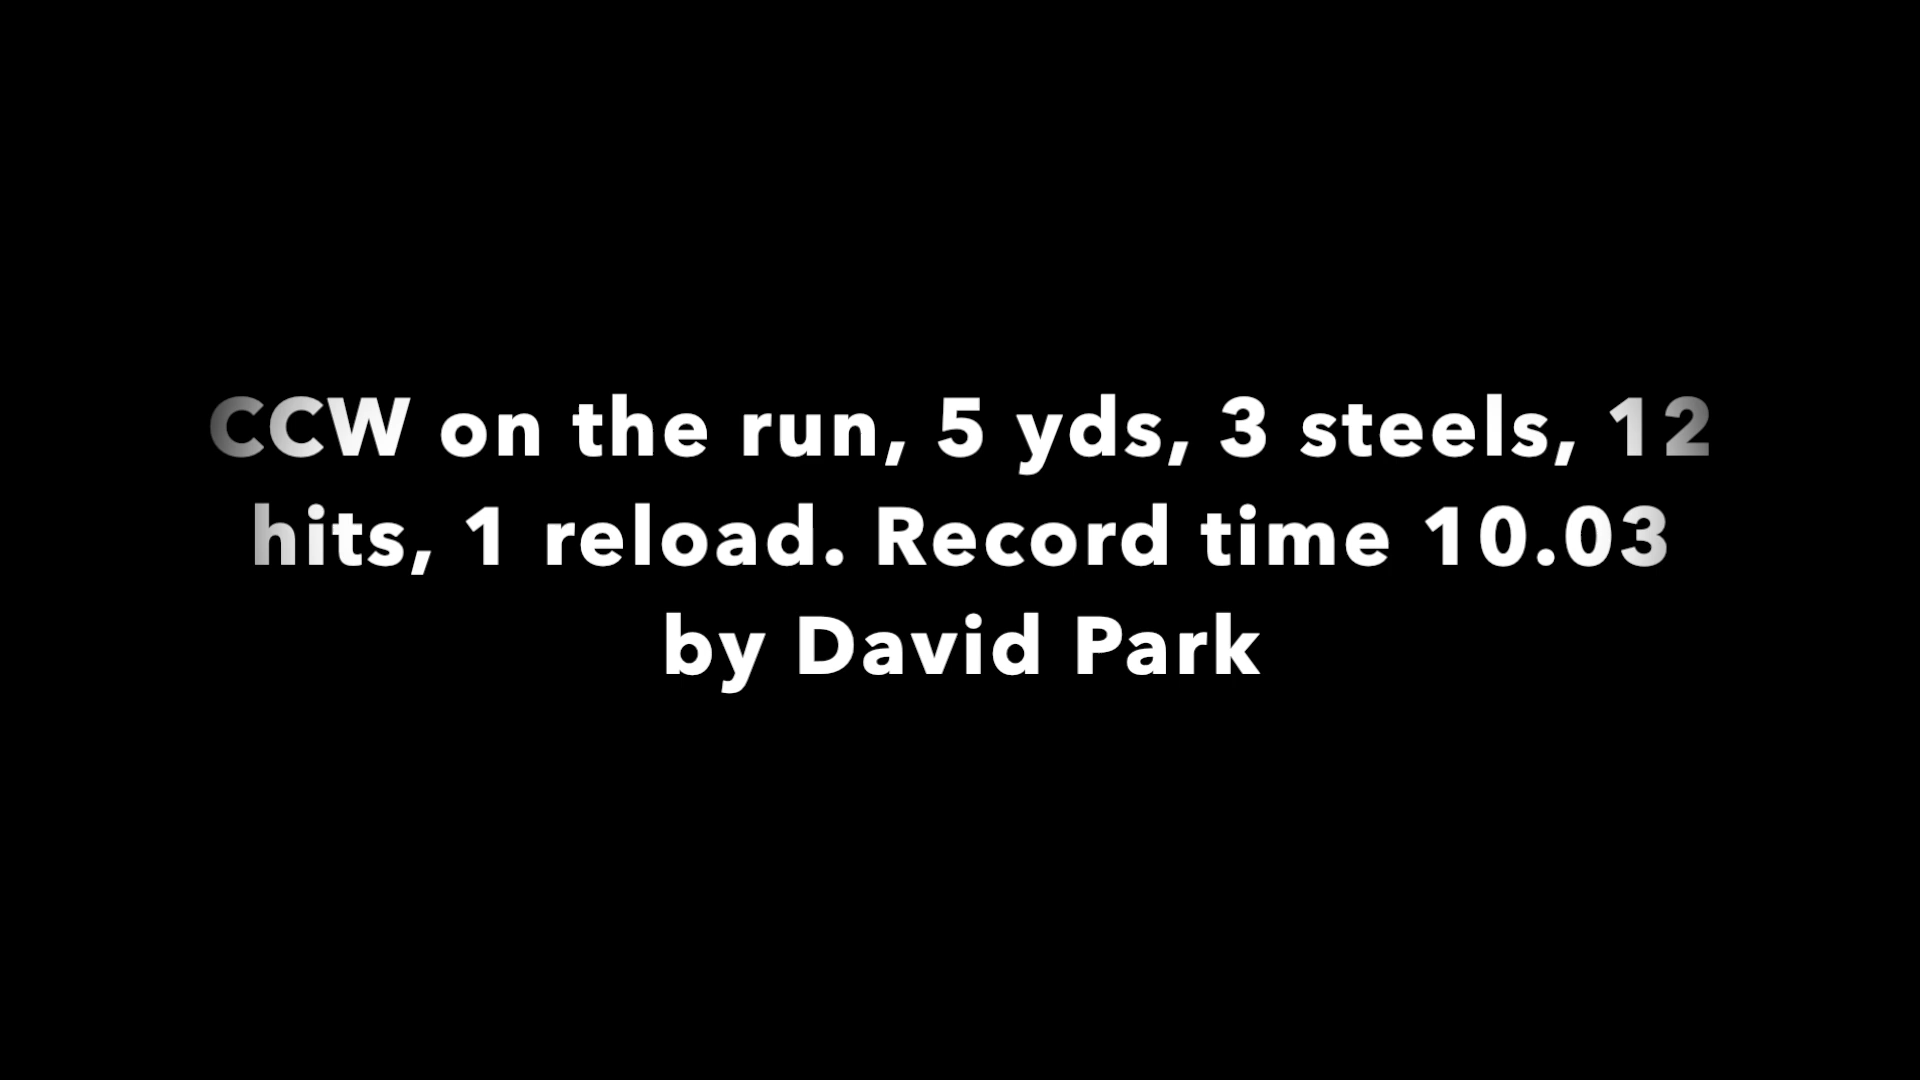 CCW on the run, 5 yds, 3 steels, 12
hits, 1 reload. Record time 10.03
by David Park